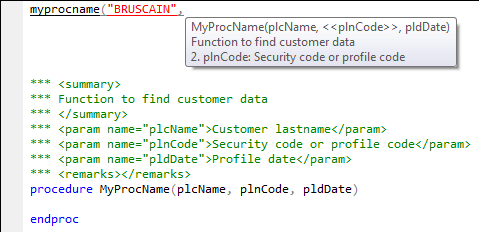 myprocname("BRUSCAIN",
MyProcName(plcName, <<plnCode>>, pldDate)
Function to find customer data
2. plnCode: Security code or profile code
*** <summary>
*** Function to find customer data
*** </summary>
*** <param name="plcName">Customer lastname</param>
*** <param name="plnCode">Security code or profile code</param>
*** <param name="pldDate">Profile date</param>
*** <remarks></remarks>
procedure MyProcName(plcName, plnCode, pldDate)
endproc